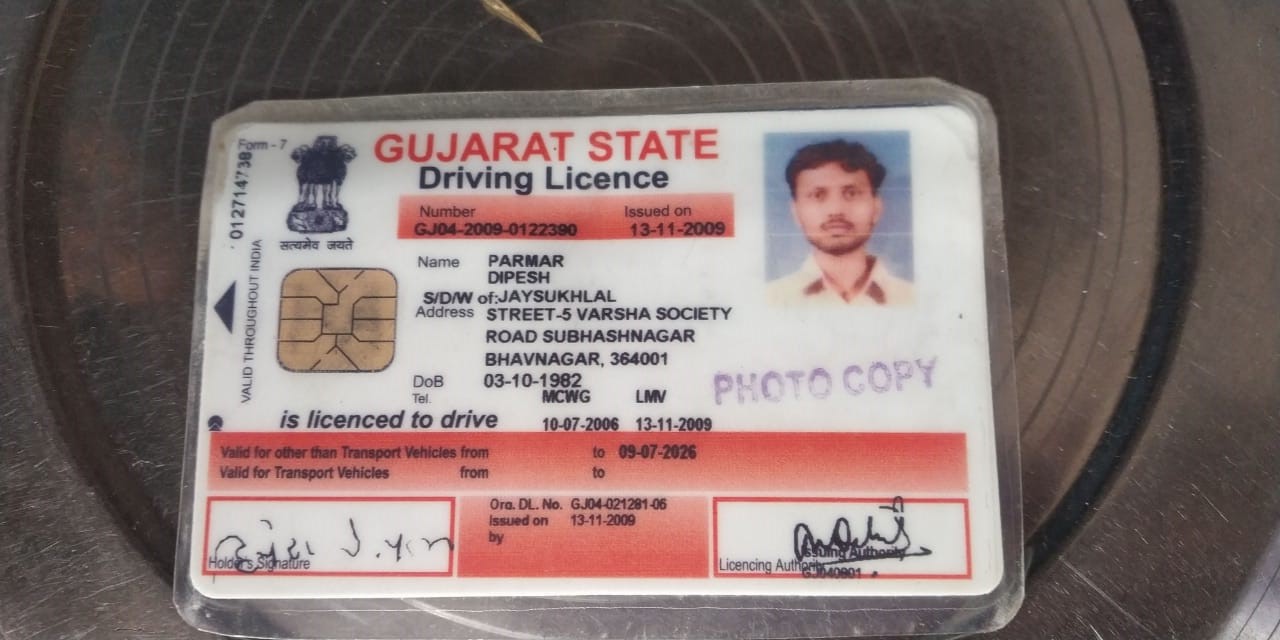 Form - 7
012714738
VALID THROUGHOUT INDIA
सत्यमेव जयते
GUJARAT STATE
Driving Licence
Number Issued on
GJ04-2009-0122390 13-11-2009
Name PARMAR
DIPESH
S/D/W of:JAYSUKHLAL
Address STREET-5 VARSHA SOCIETY
ROAD SUBHASHNAGAR
BHAVNAGAR, 364001
DoB 03-10-1982
Tel. MCWG LMV
PHOTO COPY
is licenced to drive 10-07-2006 13-11-2009
Valid for other than Transport Vehicles from to 09-07-2026
Valid for Transport Vehicles from to
Org. DL. No. GJ04-021281-06
Issued on 13-11-2009
by
Holder's Signature
Issuing Authority
Licencing Authority
GJ040801